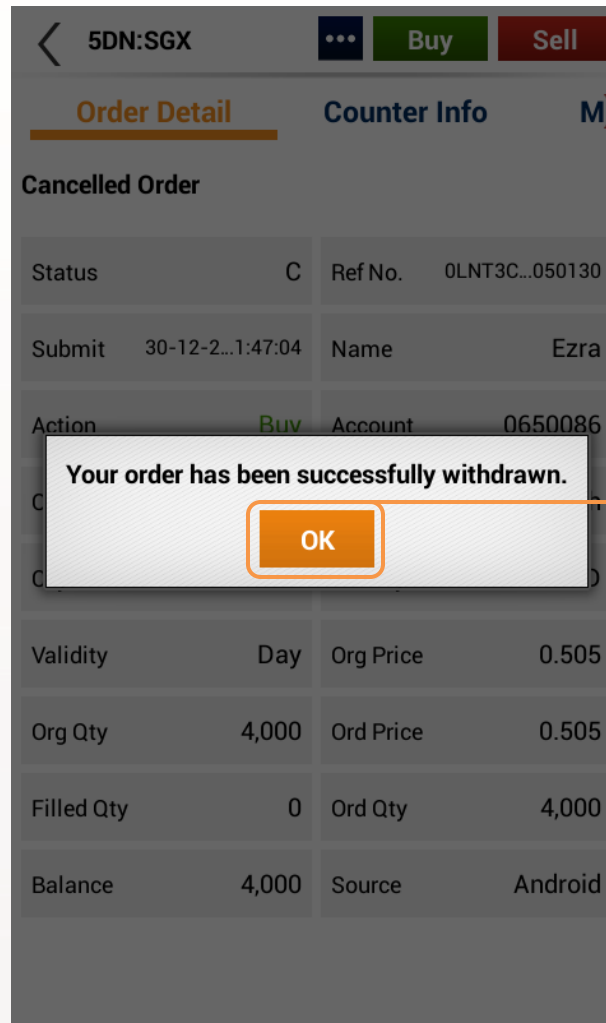 5DN:SGX ••• Buy Sell
Order Detail Counter Info
Cancelled Order
Status C Ref No. 0LNT3C...050130
Submit 30-12-2...1:47:04 Name Ezra
Action Buy Account 0650086
Your order has been successfully withdrawn.
OK
Validity Day Org Price 0.505
Org Qty 4,000 Ord Price 0.505
Filled Qty 0 Ord Qty 4,000
Balance 4,000 Source Android